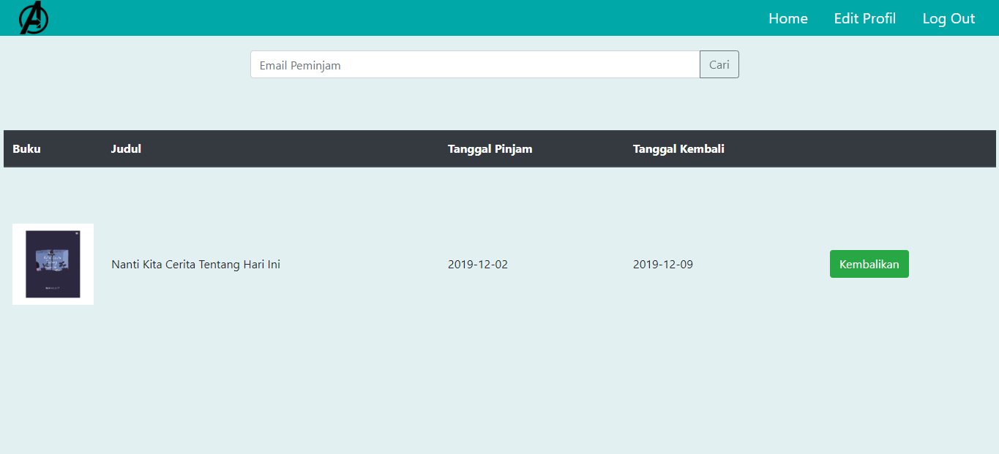 Home Edit Profil Log Out
Email Peminjam Cari
Buku Judul Tanggal Pinjam Tanggal Kembali
Nanti Kita Cerita Tentang Hari Ini 2019-12-02 2019-12-09 Kembalikan